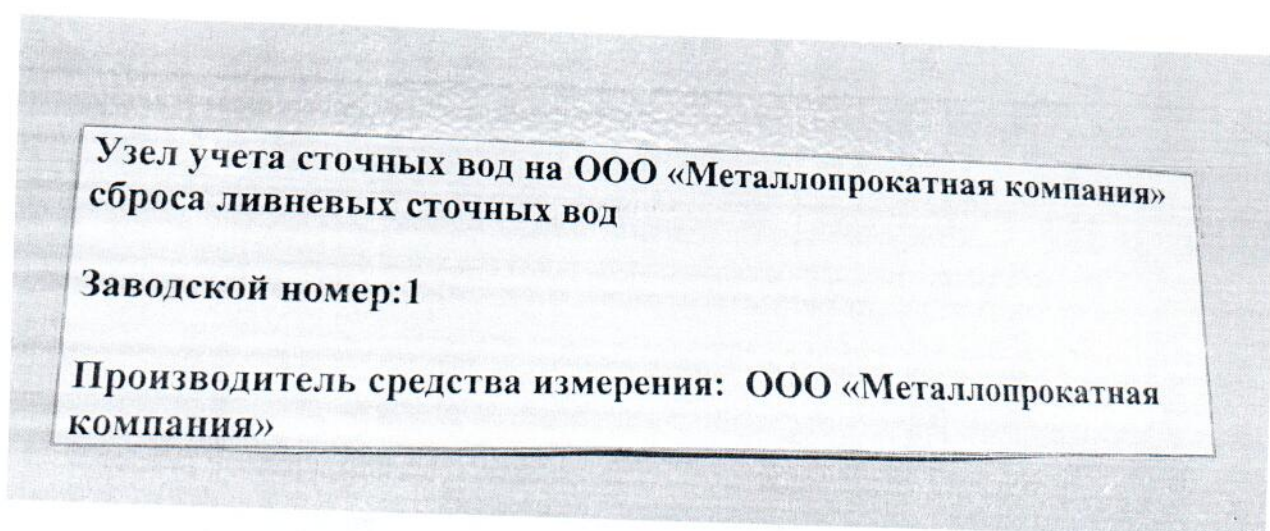 Узел учета сточных вод на ООО «Металлопрокатная компания»
сброса ливневых сточных вод
Заводской номер:1
Производитель средства измерения: ООО «Металлопрокатная
компания»